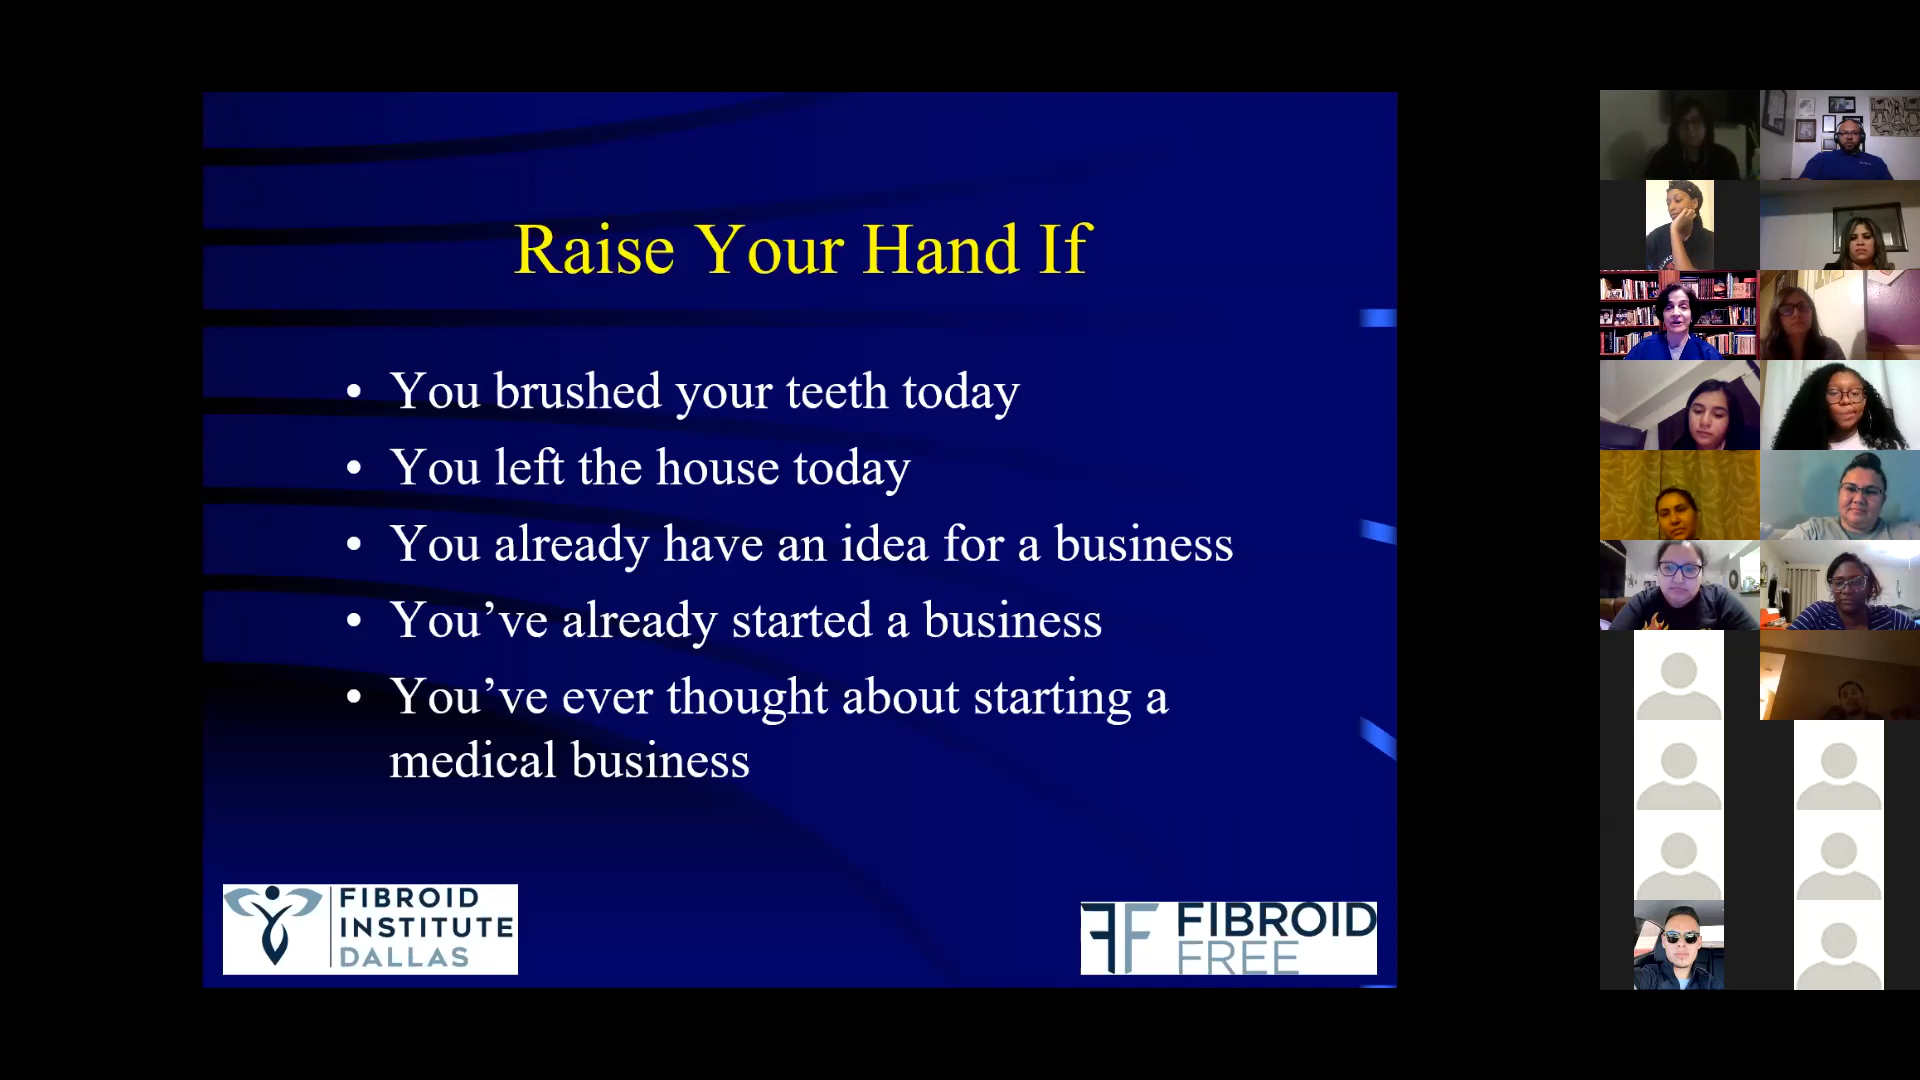 Raise Your Hand If
• You brushed your teeth today
• You left the house today
• You already have an idea for a business
• You’ve already started a business
• You’ve ever thought about starting a
medical business
FIBROID
INSTITUTE
DALLAS
FF FIBROID
FREE